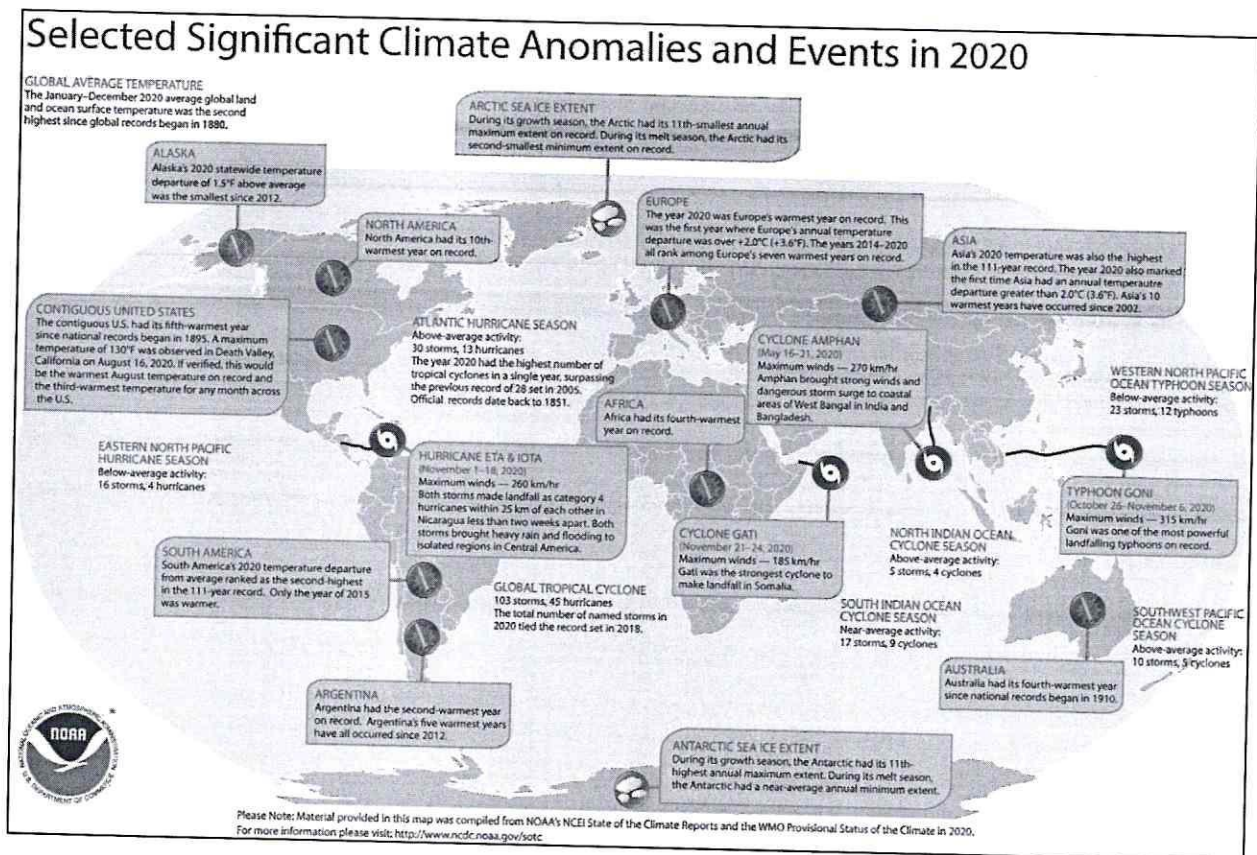 Selected Significant Climate Anomalies and Events in 2020
GLOBAL AVERAGE TEMPERATURE
The January–December 2020 average global land
and ocean surface temperature was the second
highest since global records began in 1880.
ARCTIC SEA ICE EXTENT
During its growth season, the Arctic had its 11th-smallest annual
maximum extent on record. During its melt season, the Arctic had its
second-smallest minimum extent on record.
ALASKA
Alaska's 2020 statewide temperature
departure of 1.5°F above average
was the smallest since 2012.
NORTH AMERICA
North America had its 10th-
warmest year on record.
EUROPE
The year 2020 was Europe's warmest year on record. This
was the first year where Europe's annual temperature
departure was over +2.0°C (+3.6°F). The years 2014–2020
all rank among Europe's seven warmest years on record.
ASIA
Asia's 2020 temperature was also the highest
in the 111-year record. The year 2020 also marked
the first time Asia had an annual temperautre
departure greater than 2.0°C (3.6°F). Asia's 10
warmest years have occurred since 2002.
CONTIGUOUS UNITED STATES
The contiguous U.S. had its fifth-warmest year
since national records began in 1895. A maximum
temperature of 130°F was observed in Death Valley,
California on August 16, 2020. If verified, this would
be the warmest August temperature on record and
the third-warmest temperature for any month across
the U.S.
ATLANTIC HURRICANE SEASON
Above-average activity:
30 storms, 13 hurricanes
The year 2020 had the highest number of
tropical cyclones in a single year, surpassing
the previous record of 28 set in 2005.
Official records date back to 1851.
CYCLONE AMPHAN
(May 16–21, 2020)
Maximum winds — 270 km/hr
Amphan brought strong winds and
dangerous storm surge to coastal
areas of West Bangal in India and
Bangladesh.
WESTERN NORTH PACIFIC
OCEAN TYPHOON SEASON
Below-average activity:
23 storms, 12 typhoons
AFRICA
Africa had its fourth-warmest
year on record.
EASTERN NORTH PACIFIC
HURRICANE SEASON
Below-average activity:
16 storms, 4 hurricanes
HURRICANE ETA & IOTA
(November 1–18, 2020)
Maximum winds — 260 km/hr
Both storms made landfall as category 4
hurricanes within 25 km of each other in
Nicaragua less than two weeks apart. Both
storms brought heavy rain and flooding to
isolated regions in Central America.
TYPHOON GONI
(October 26–November 6, 2020)
Maximum winds — 315 km/hr
Goni was one of the most powerful
landfalling typhoons on record.
CYCLONE GATI
(November 21–24, 2020)
Maximum winds — 185 km/hr
Gati was the strongest cyclone to
make landfall in Somalia.
NORTH INDIAN OCEAN
CYCLONE SEASON
Above-average activity:
5 storms, 4 cyclones
SOUTH AMERICA
South America's 2020 temperature departure
from average ranked as the second-highest
in the 111-year record. Only the year of 2015
was warmer.
GLOBAL TROPICAL CYCLONE
103 storms, 45 hurricanes
The total number of named storms in
2020 tied the record set in 2018.
SOUTH INDIAN OCEAN
CYCLONE SEASON
Near-average activity:
17 storms, 9 cyclones
SOUTHWEST PACIFIC
OCEAN CYCLONE
SEASON
Above-average activity:
10 storms, 5 cyclones
AUSTRALIA
Australia had its fourth-warmest year
since national records began in 1910.
ARGENTINA
Argentina had the second-warmest year
on record. Argentina's five warmest years
have all occurred since 2012.
ANTARCTIC SEA ICE EXTENT
During its growth season, the Antarctic had its 11th-
highest annual maximum extent. During its melt season,
the Antarctic had a near-average annual minimum extent.
NATIONAL OCEANIC AND ATMOSPHERIC ADMINISTRATION
NOAA
U.S. DEPARTMENT OF COMMERCE
Please Note: Material provided in this map was compiled from NOAA's NCEI State of the Climate Reports and the WMO Provisional Status of the Climate in 2020.
For more information please visit: http://www.ncdc.noaa.gov/sotc